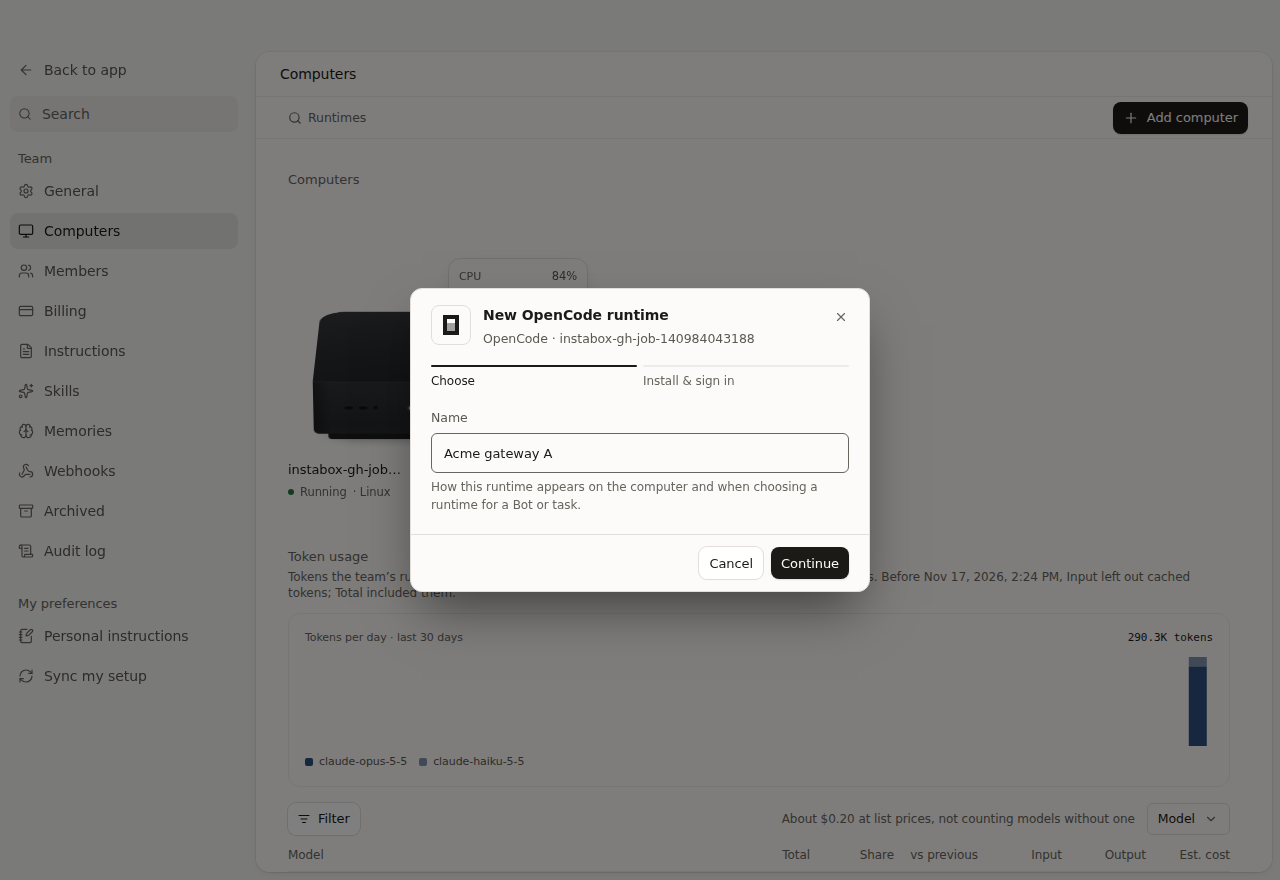 Back to app
Search
Team
General
Computers
Members
Billing
Instructions
Skills
Memories
Webhooks
Archived
Audit log
My preferences
Personal instructions
Sync my setup
Computers
Runtimes
Add computer
Computers
CPU 84%
instabox-gh-job…
Running · Linux
New OpenCode runtime
OpenCode · instabox-gh-job-140984043188
Choose
Install & sign in
Name
Acme gateway A
How this runtime appears on the computer and when choosing a
runtime for a Bot or task.
Cancel
Continue
Token usage
Tokens the team's
. Before Nov 17, 2026, 2:24 PM, Input left out cached
tokens; Total included them.
Tokens per day · last 30 days
290.3K tokens
claude-opus-5-5
claude-haiku-5-5
Filter
About $0.20 at list prices, not counting models without one
Model
Model Total Share vs previous Input Output Est. cost